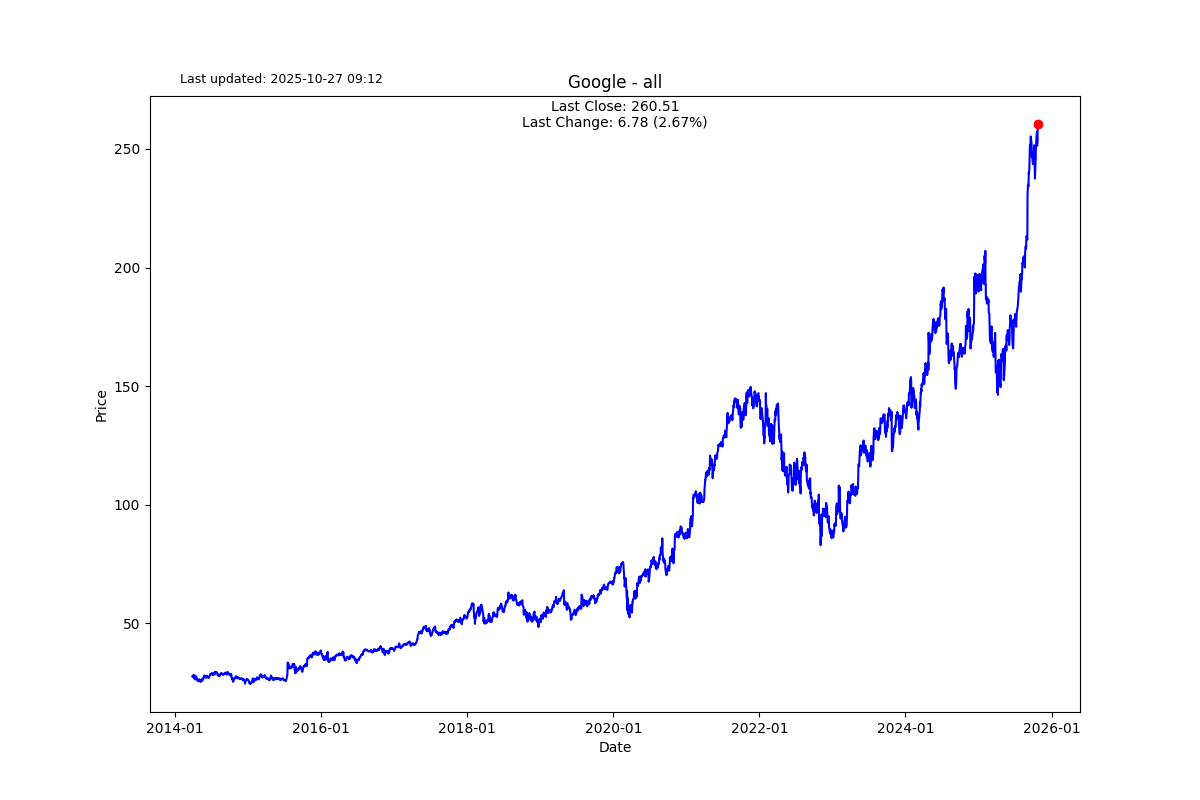 Last updated: 2025-10-27 09:12
Google - all
Last Close: 260.51
Last Change: 6.78 (2.67%)
250
200
150
100
50
Price
2014-01
2016-01
2018-01
2020-01
2022-01
2024-01
2026-01
Date